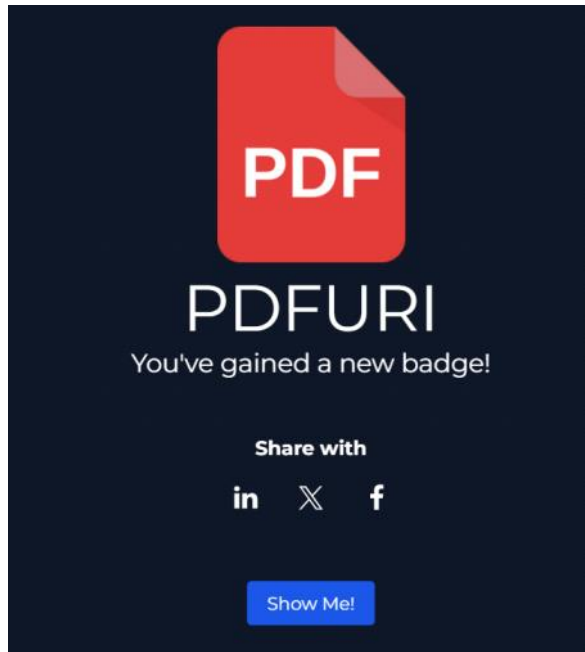 PDF
PDFURI
You've gained a new badge!
Share with
in X f
Show Me!